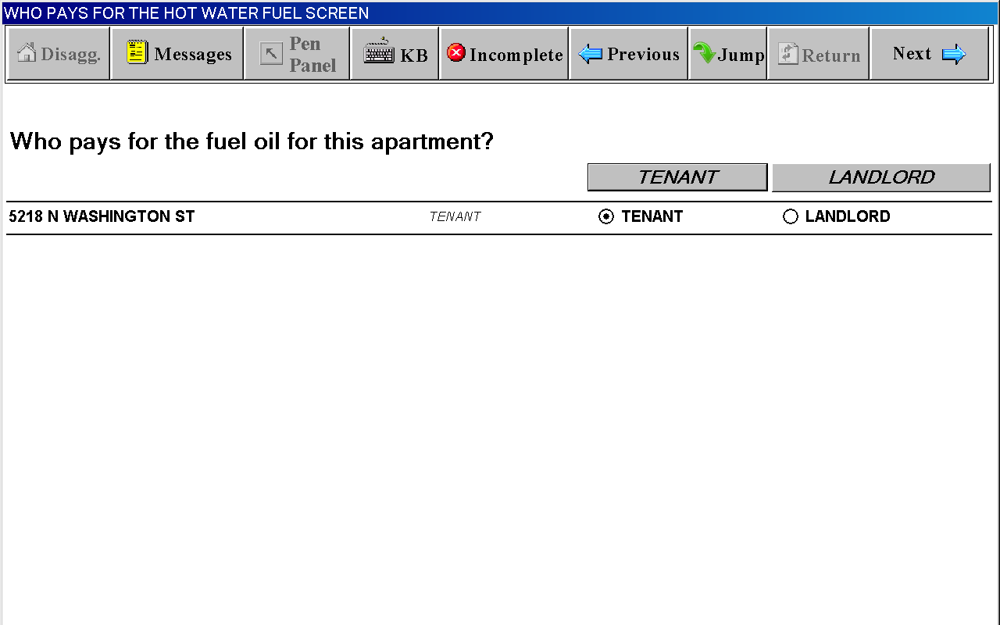 WHO PAYS FOR THE HOT WATER FUEL SCREEN
Disagg. Messages Pen Panel KB Incomplete Previous Jump Return Next
Who pays for the fuel oil for this apartment?
TENANT LANDLORD
5218 N WASHINGTON ST TENANT TENANT LANDLORD